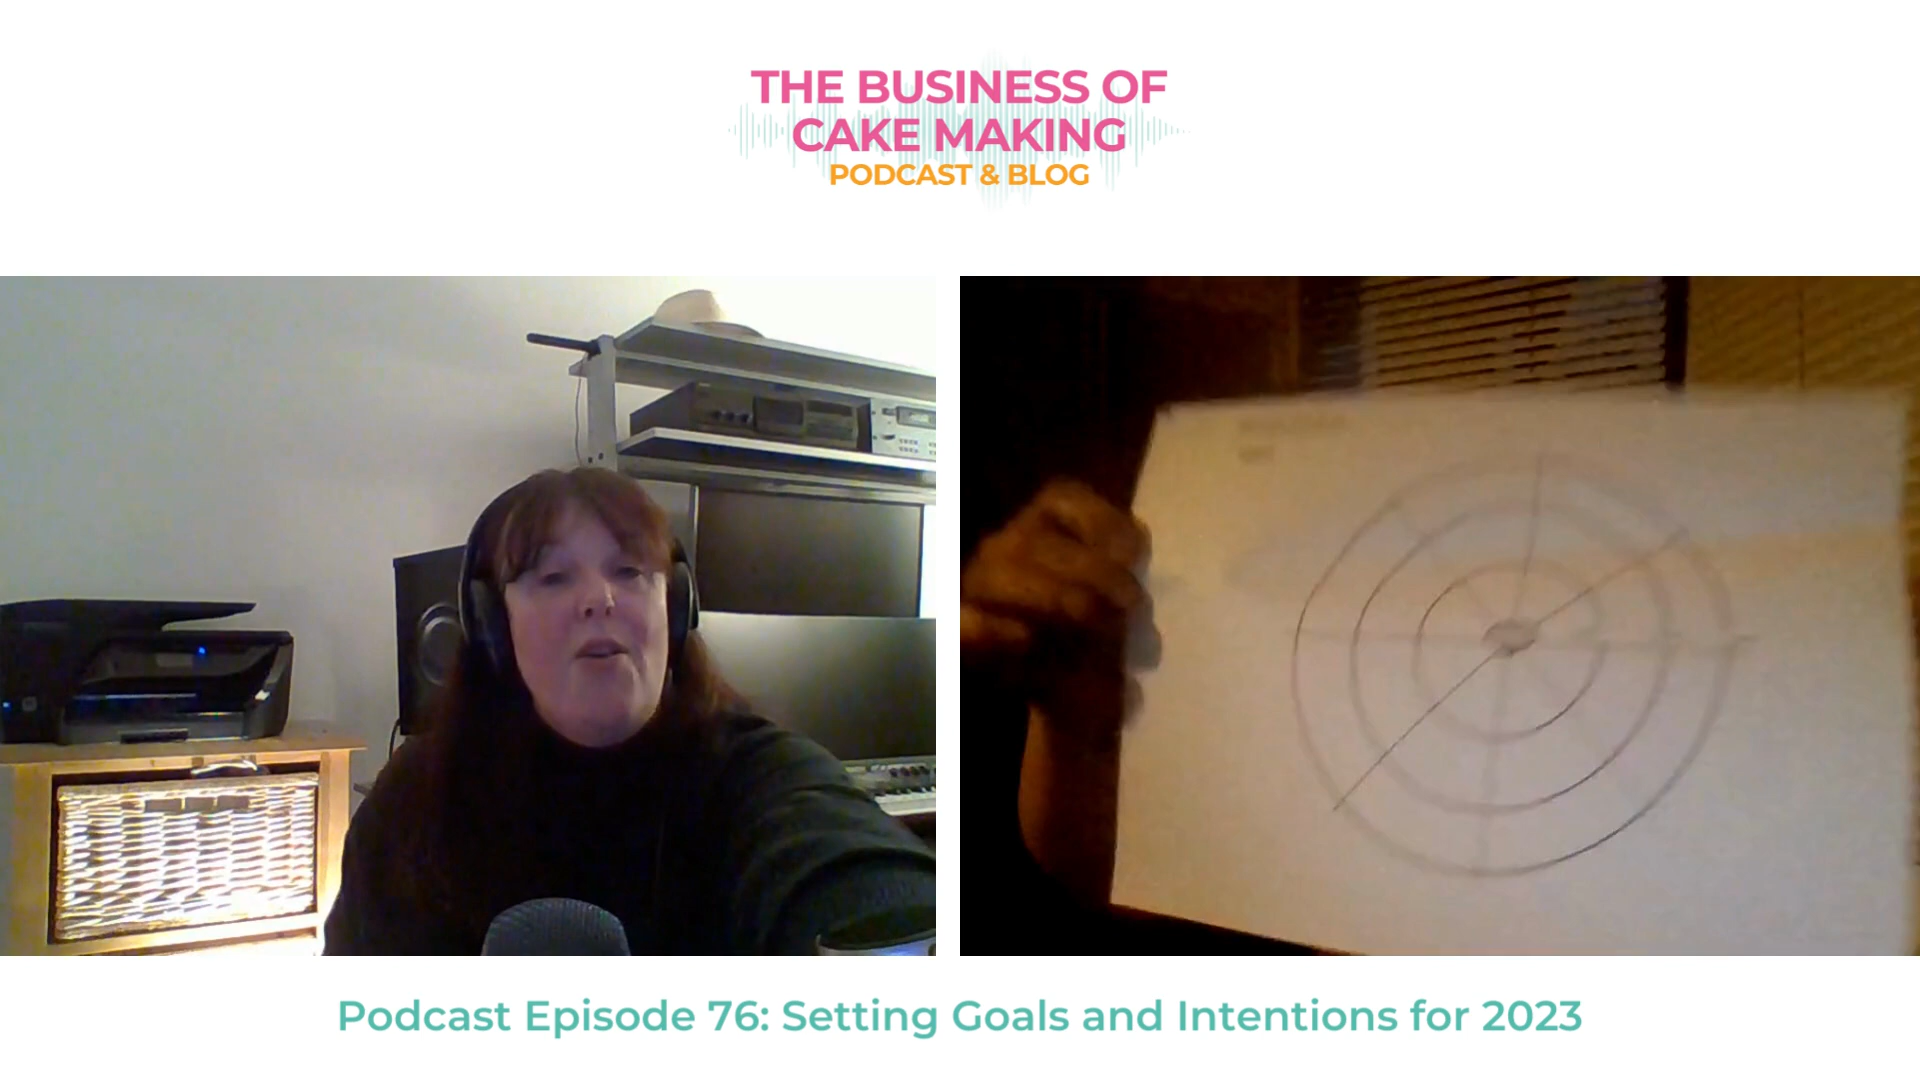 THE BUSINESS OF
CAKE MAKING
PODCAST & BLOG
Podcast Episode 76: Setting Goals and Intentions for 2023